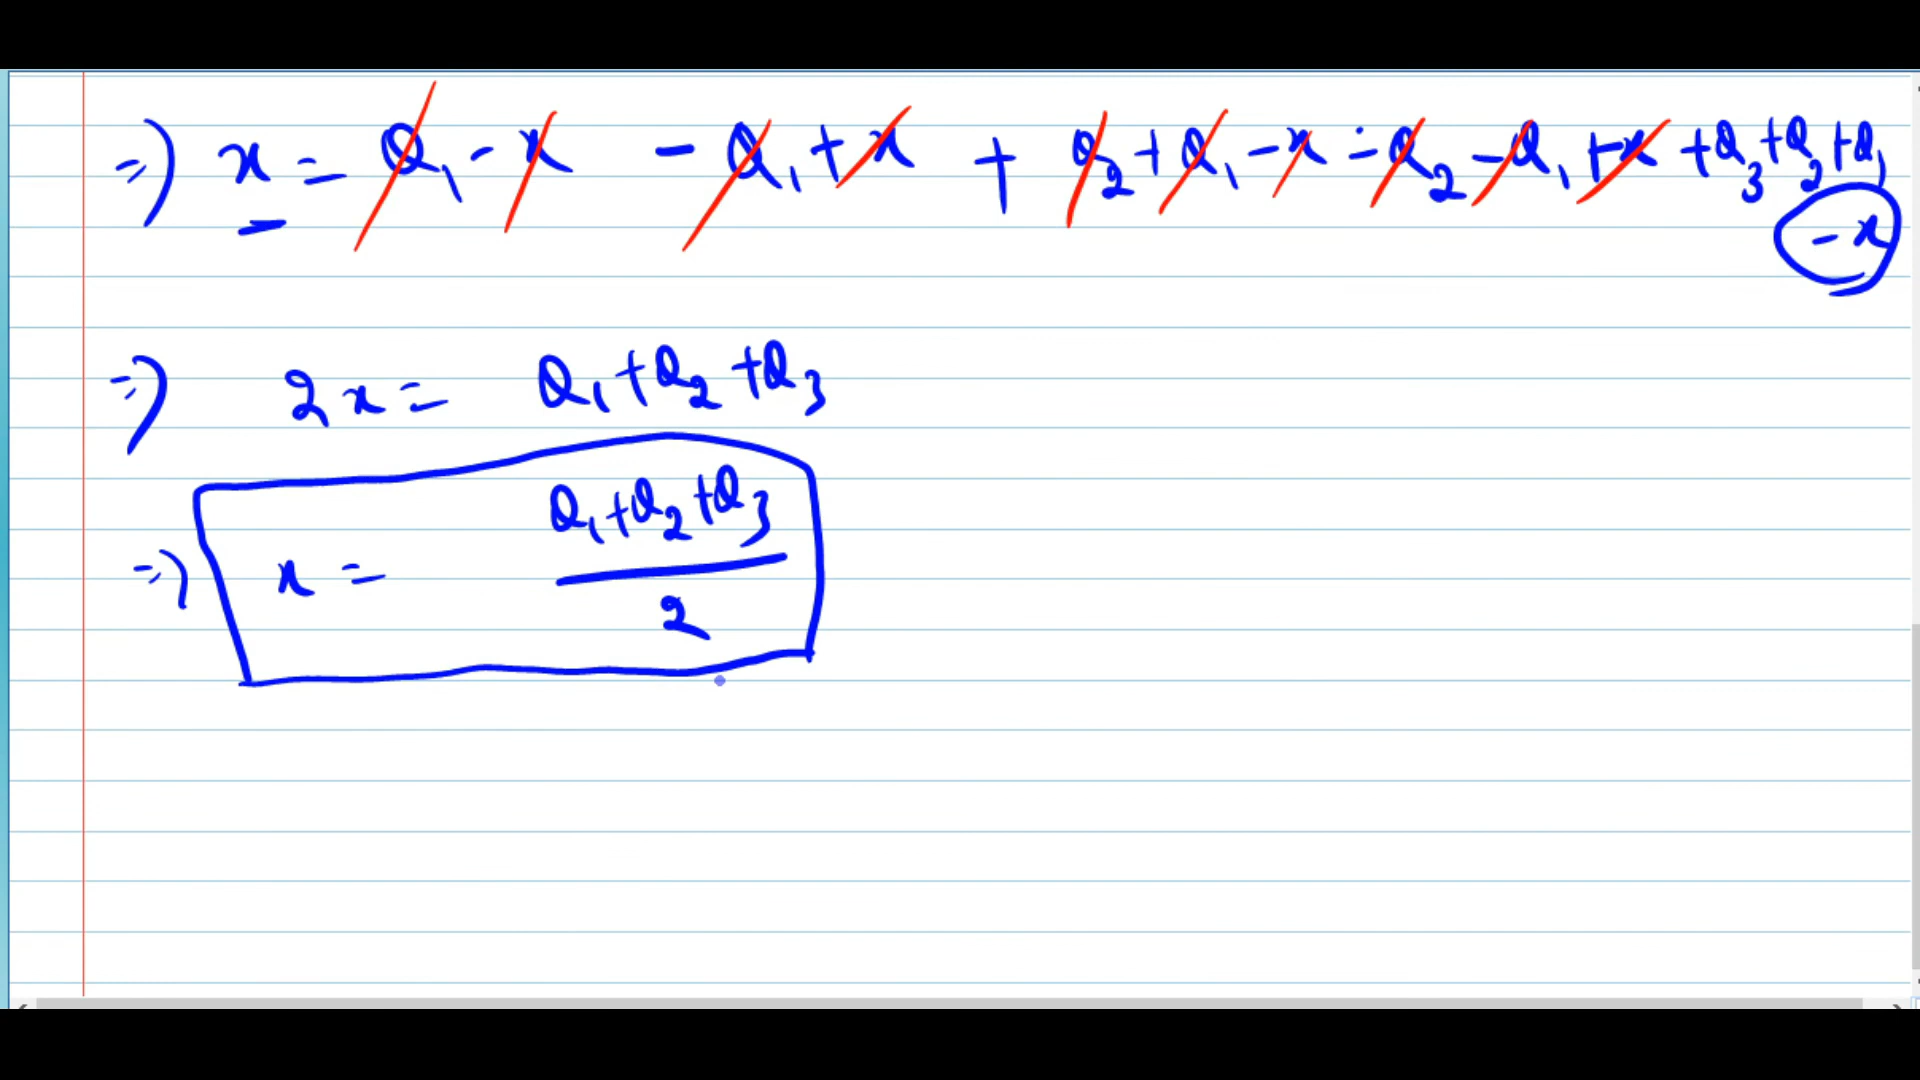 ⇒) x = Q₁ - x - Q₁ + x + Q₂ + Q₁ - x - Q₂ - Q₁ + x + Q₃ + Q₂ + Q₁
- x
⇒) 2x = Q₁ + Q₂ + Q₃
Q₁ + Q₂ + Q₃
⇒) x =
2